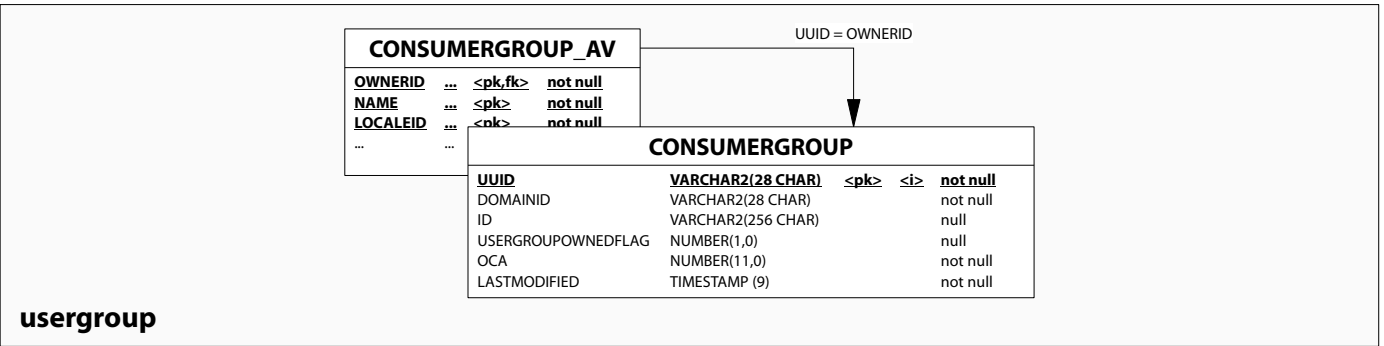 UUID = OWNERID
CONSUMERGROUP_AV
OWNERID ... <pk,fk> not null
NAME ... <pk> not null
LOCALEID ... <pk> not null
... ...
CONSUMERGROUP
UUID VARCHAR2(28 CHAR) <pk> <i> not null
DOMAINID VARCHAR2(28 CHAR) not null
ID VARCHAR2(256 CHAR) null
USERGROUPOWNEDFLAG NUMBER(1,0) null
OCA NUMBER(11,0) not null
LASTMODIFIED TIMESTAMP (9) not null
usergroup